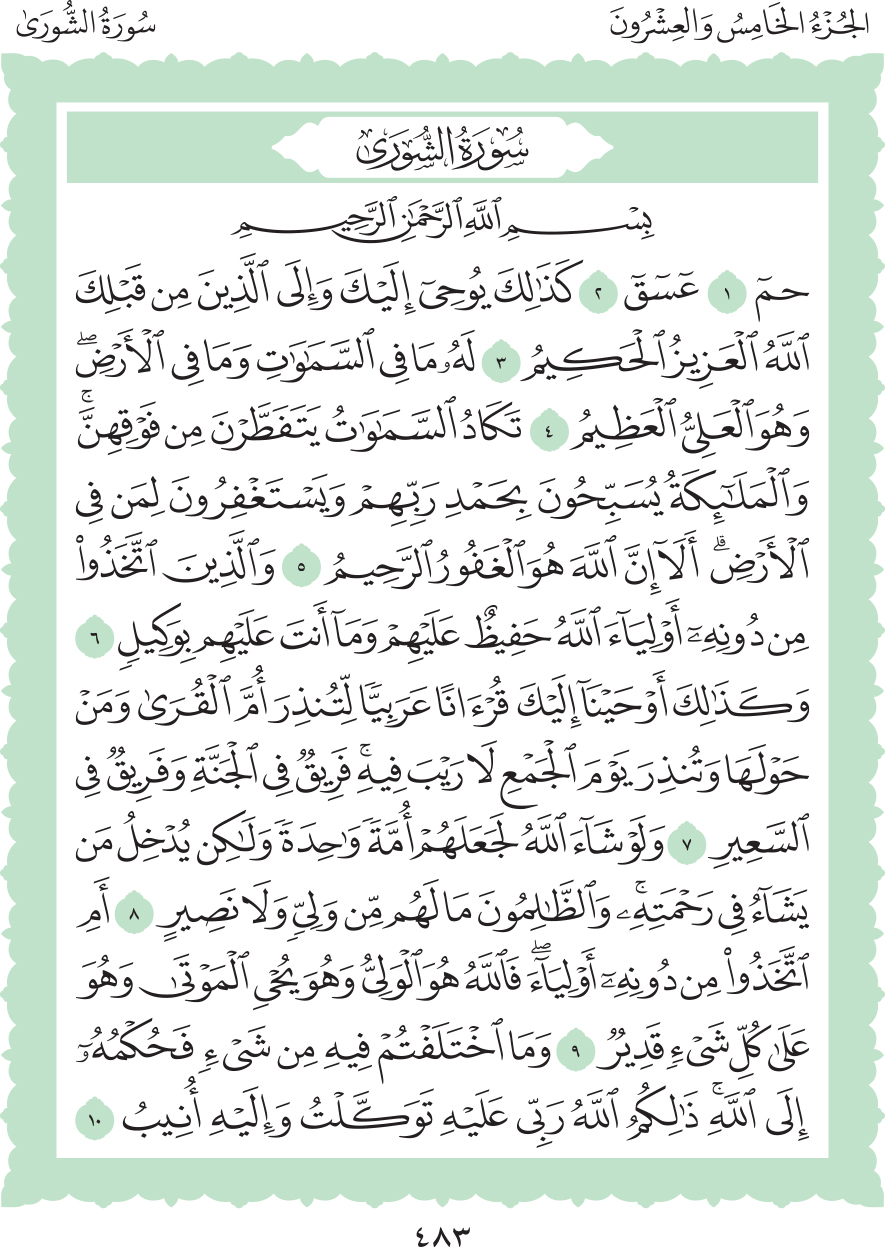 الجُزْءُ الخَامِسُ وَالعِشْرُونَ
سُورَةُ الشُّورَىٰ
سُورَةُ الشُّورَىٰ
بِسْمِ ٱللَّهِ ٱلرَّحْمَٰنِ ٱلرَّحِيمِ
حمٓ ١ عٓسٓقٓ ٢ كَذَٰلِكَ يُوحِىٓ إِلَيْكَ وَإِلَى ٱلَّذِينَ مِن قَبْلِكَ
ٱللَّهُ ٱلْعَزِيزُ ٱلْحَكِيمُ ٣ لَهُۥ مَا فِى ٱلسَّمَٰوَٰتِ وَمَا فِى ٱلْأَرْضِۖ
وَهُوَ ٱلْعَلِىُّ ٱلْعَظِيمُ ٤ تَكَادُ ٱلسَّمَٰوَٰتُ يَتَفَطَّرْنَ مِن فَوْقِهِنَّۚ
وَٱلْمَلَٰٓئِكَةُ يُسَبِّحُونَ بِحَمْدِ رَبِّهِمْ وَيَسْتَغْفِرُونَ لِمَن فِى
ٱلْأَرْضِۗ أَلَآ إِنَّ ٱللَّهَ هُوَ ٱلْغَفُورُ ٱلرَّحِيمُ ٥ وَٱلَّذِينَ ٱتَّخَذُوا۟
مِن دُونِهِۦٓ أَوْلِيَآءَ ٱللَّهُ حَفِيظٌ عَلَيْهِمْ وَمَآ أَنتَ عَلَيْهِم بِوَكِيلٍ ٦
وَكَذَٰلِكَ أَوْحَيْنَآ إِلَيْكَ قُرْءَانًا عَرَبِيًّا لِّتُنذِرَ أُمَّ ٱلْقُرَىٰ وَمَنْ
حَوْلَهَا وَتُنذِرَ يَوْمَ ٱلْجَمْعِ لَا رَيْبَ فِيهِۚ فَرِيقٌ فِى ٱلْجَنَّةِ وَفَرِيقٌ فِى
ٱلسَّعِيرِ ٧ وَلَوْ شَآءَ ٱللَّهُ لَجَعَلَهُمْ أُمَّةً وَٰحِدَةً وَلَٰكِن يُدْخِلُ مَن
يَشَآءُ فِى رَحْمَتِهِۦۚ وَٱلظَّٰلِمُونَ مَا لَهُم مِّن وَلِىٍّ وَلَا نَصِيرٍ ٨ أَمِ
ٱتَّخَذُوا۟ مِن دُونِهِۦٓ أَوْلِيَآءَۖ فَٱللَّهُ هُوَ ٱلْوَلِىُّ وَهُوَ يُحْىِ ٱلْمَوْتَىٰ وَهُوَ
عَلَىٰ كُلِّ شَىْءٍ قَدِيرٌ ٩ وَمَا ٱخْتَلَفْتُمْ فِيهِ مِن شَىْءٍ فَحُكْمُهُۥٓ
إِلَى ٱللَّهِۚ ذَٰلِكُمُ ٱللَّهُ رَبِّى عَلَيْهِ تَوَكَّلْتُ وَإِلَيْهِ أُنِيبُ ١٠
٤٨٣